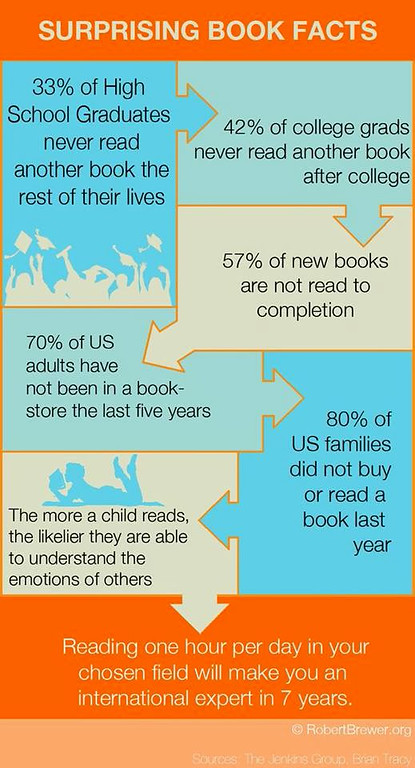 SURPRISING BOOK FACTS
33% of High
School Graduates
never read
another book the
rest of their lives
42% of college grads
never read another book
after college
57% of new books
are not read to
completion
70% of US
adults have
not been in a book-
store the last five years
80% of
US families
did not buy
or read a
book last
year
The more a child reads,
the likelier they are able
to understand the
emotions of others
Reading one hour per day in your
chosen field will make you an
international expert in 7 years.
© RobertBrewer.org
Sources: The Jenkins Group, Brian Tracy